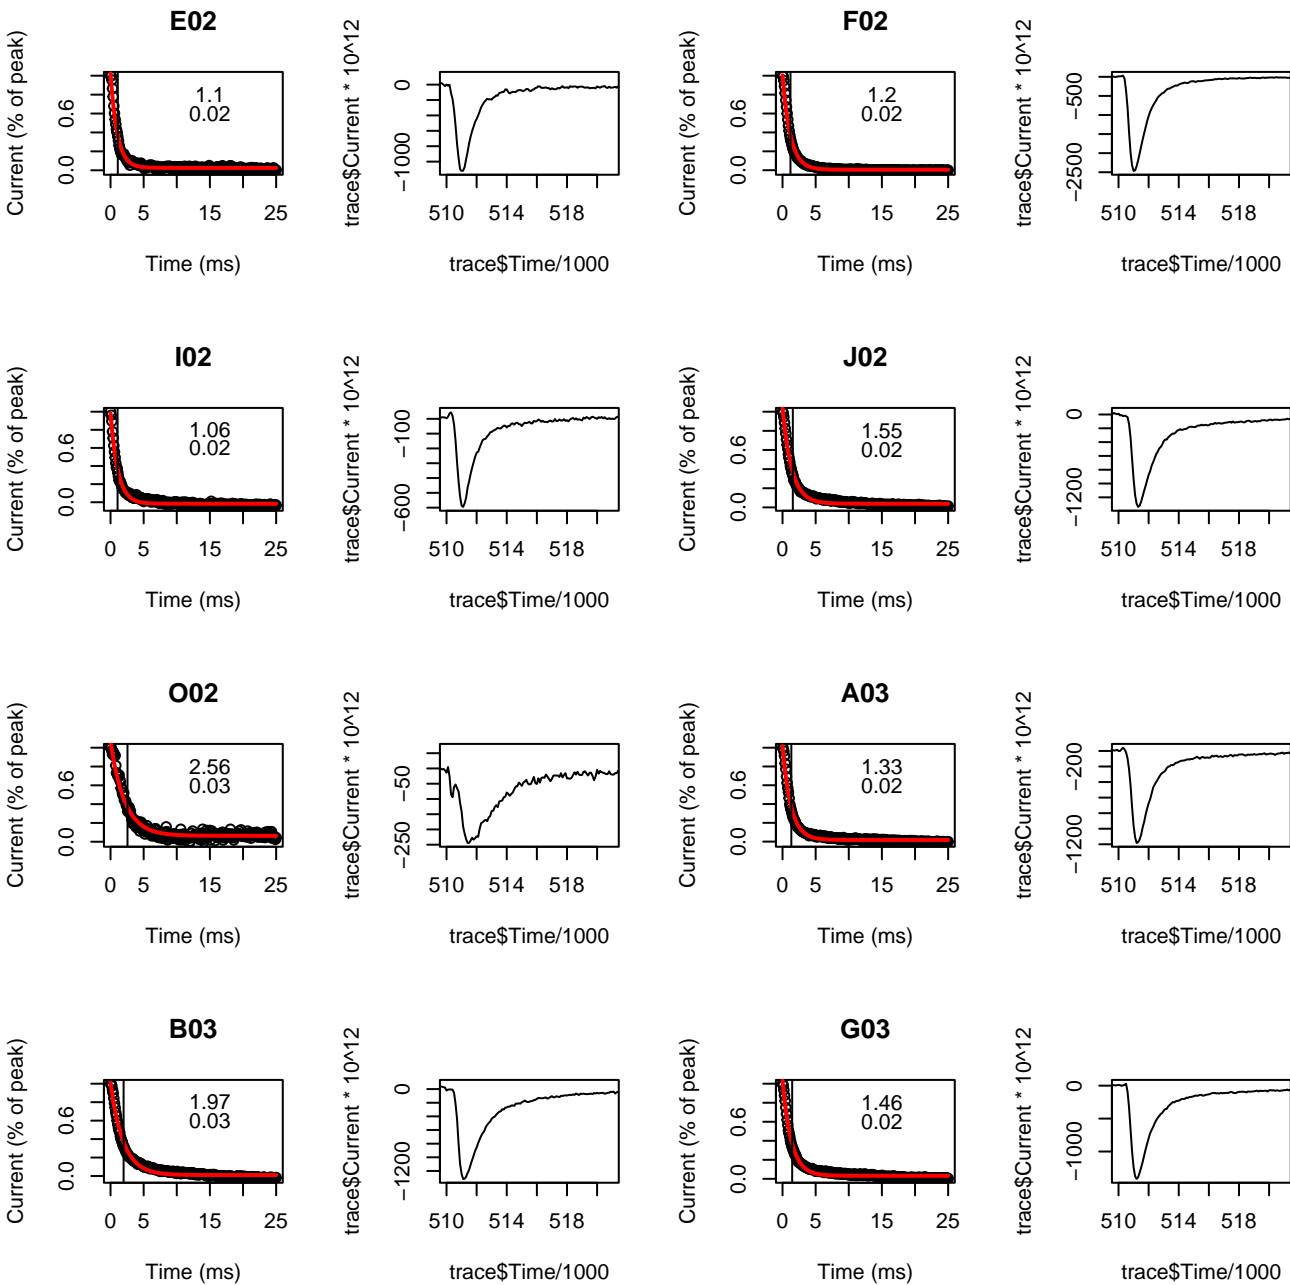 E02
Current (% of peak)
0.0 0.6
1.1
0.02
0 5 15 25
Time (ms)
trace$Current * 10^12
−1000 0
510 514 518
trace$Time/1000
F02
Current (% of peak)
0.0 0.6
1.2
0.02
0 5 15 25
Time (ms)
trace$Current * 10^12
−2500 −500
510 514 518
trace$Time/1000
I02
Current (% of peak)
0.0 0.6
1.06
0.02
0 5 15 25
Time (ms)
trace$Current * 10^12
−600 −100
510 514 518
trace$Time/1000
J02
Current (% of peak)
0.0 0.6
1.55
0.02
0 5 15 25
Time (ms)
trace$Current * 10^12
−1200 0
510 514 518
trace$Time/1000
O02
Current (% of peak)
0.0 0.6
2.56
0.03
0 5 15 25
Time (ms)
trace$Current * 10^12
−250 −50
510 514 518
trace$Time/1000
A03
Current (% of peak)
0.0 0.6
1.33
0.02
0 5 15 25
Time (ms)
trace$Current * 10^12
−1200 −200
510 514 518
trace$Time/1000
B03
Current (% of peak)
0.0 0.6
1.97
0.03
0 5 15 25
Time (ms)
trace$Current * 10^12
−1200 0
510 514 518
trace$Time/1000
G03
Current (% of peak)
0.0 0.6
1.46
0.02
0 5 15 25
Time (ms)
trace$Current * 10^12
−1000 0
510 514 518
trace$Time/1000